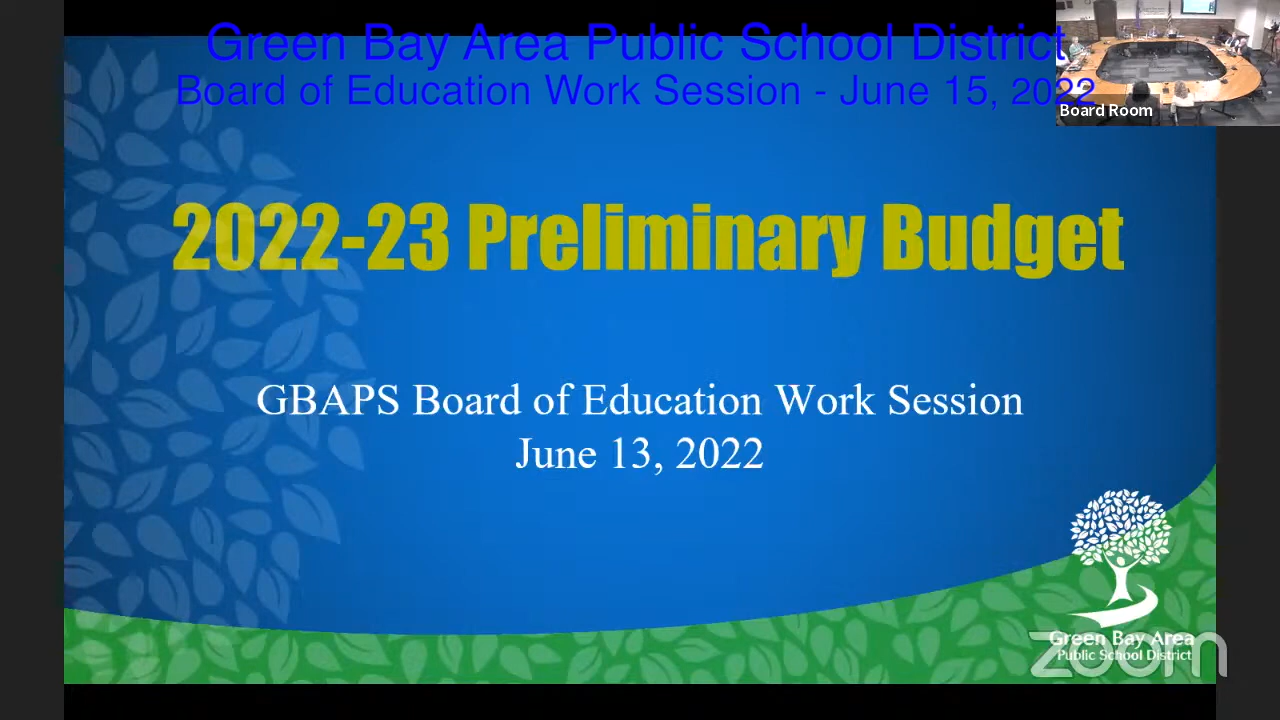 Green Bay Area Public School District
Board of Education Work Session - June 15, 2022
Board Room
2022-23 Preliminary Budget
GBAPS Board of Education Work Session
June 13, 2022
Green Bay Area
Public School District
zoom